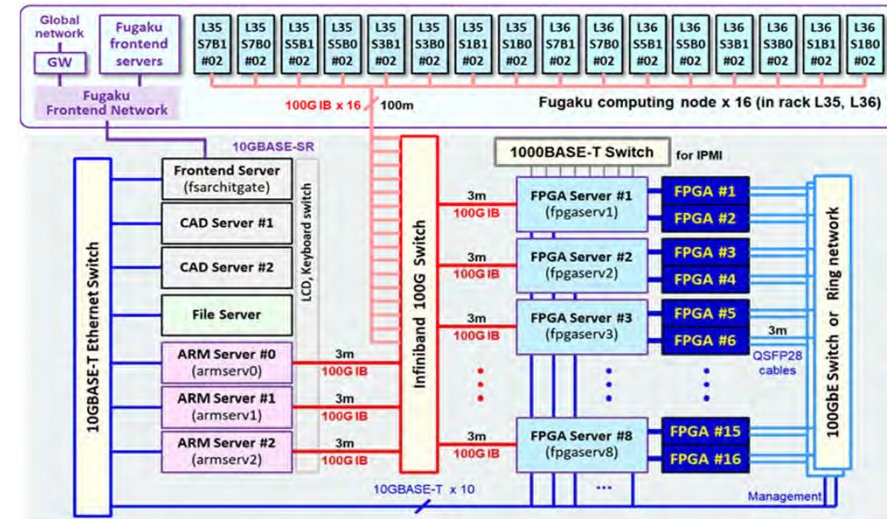 Global
network
GW
Fugaku
frontend
servers
Fugaku
Frontend Network
L35
S7B1
#02
L35
S7B0
#02
L35
S5B1
#02
L35
S5B0
#02
L35
S3B1
#02
L35
S3B0
#02
L35
S1B1
#02
L35
S1B0
#02
L36
S7B1
#02
L36
S7B0
#02
L36
S5B1
#02
L36
S5B0
#02
L36
S3B1
#02
L36
S3B0
#02
L36
S1B1
#02
L36
S1B0
#02
100G IB x 16
100m
Fugaku computing node x 16 (in rack L35, L36)
10GBASE-SR
10GBASE-T Ethernet Switch
Frontend Server
(fsarchitgate)
CAD Server #1
CAD Server #2
File Server
ARM Server #0
(armserv0)
ARM Server #1
(armserv1)
ARM Server #2
(armserv2)
LCD, Keyboard switch
3m
100G IB
3m
100G IB
3m
100G IB
Infiniband 100G Switch
1000BASE-T Switch
for IPMI
3m
100G IB
3m
100G IB
3m
100G IB
3m
100G IB
FPGA Server #1
(fpgaserv1)
FPGA Server #2
(fpgaserv2)
FPGA Server #3
(fpgaserv3)
FPGA Server #8
(fpgaserv8)
...
FPGA #1
FPGA #2
FPGA #3
FPGA #4
FPGA #5
FPGA #6
FPGA #15
FPGA #16
3m
QSFP28
cables
100GbE Switch or Ring network
10GBASE-T x 10
Management